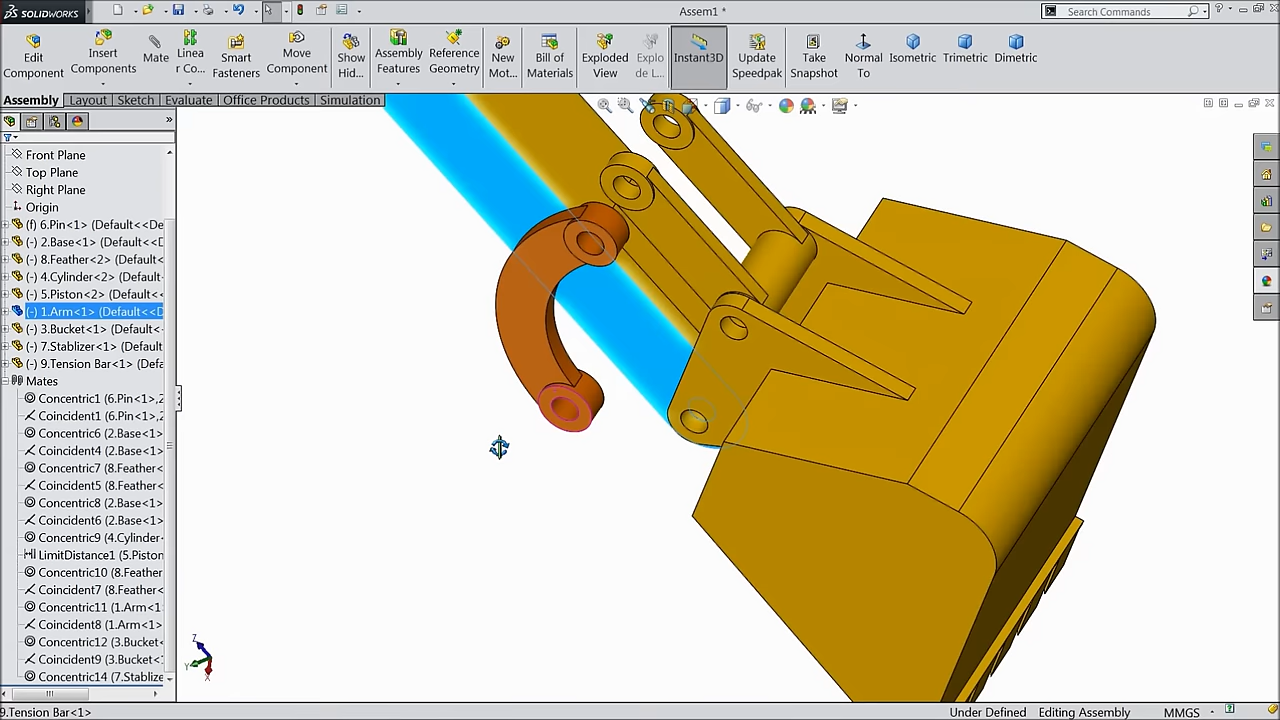 SOLIDWORKS
Assem1 *
Search Commands
Edit Component
Insert Components
Mate
Linea r Co...
Smart Fasteners
Move Component
Show Hid...
Assembly Features
Reference Geometry
New Mot...
Bill of Materials
Exploded View
Explo de L...
Instant3D
Update Speedpak
Take Snapshot
Normal To
Isometric
Trimetric
Dimetric
Assembly
Layout
Sketch
Evaluate
Office Products
Simulation
Front Plane
Top Plane
Right Plane
Origin
(f) 6.Pin<1> (Default<<De
(-) 2.Base<1> (Default<<D
(-) 8.Feather<2> (Default
(-) 4.Cylinder<2> (Default
(-) 5.Piston<2> (Default<
(-) 1.Arm<1> (Default<<D
(-) 3.Bucket<1> (Default<
(-) 7.Stablizer<1> (Default
(-) 9.Tension Bar<1> (Defa
Mates
Concentric1 (6.Pin<1>,2
Coincident1 (6.Pin<1>,2
Concentric6 (2.Base<1>
Coincident4 (2.Base<1>
Concentric7 (8.Feather<
Coincident5 (8.Feather<
Concentric8 (2.Base<1>
Coincident6 (2.Base<1>
Concentric9 (4.Cylinder
LimitDistance1 (5.Piston
Concentric10 (8.Feather
Coincident7 (8.Feather<
Concentric11 (1.Arm<1
Coincident8 (1.Arm<1>
Concentric12 (3.Bucket<
Coincident9 (3.Bucket<
Concentric14 (7.Stablize
Z
Y
X
9.Tension Bar<1>
Under Defined
Editing Assembly
MMGS